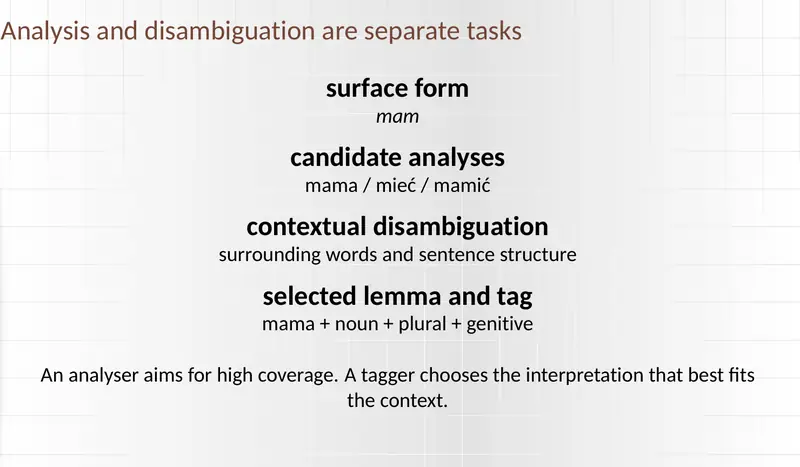 Analysis and disambiguation are separate tasks
surface form
mam
candidate analyses
mama / mieć / mamić
contextual disambiguation
surrounding words and sentence structure
selected lemma and tag
mama + noun + plural + genitive
An analyser aims for high coverage. A tagger chooses the interpretation that best fits
the context.